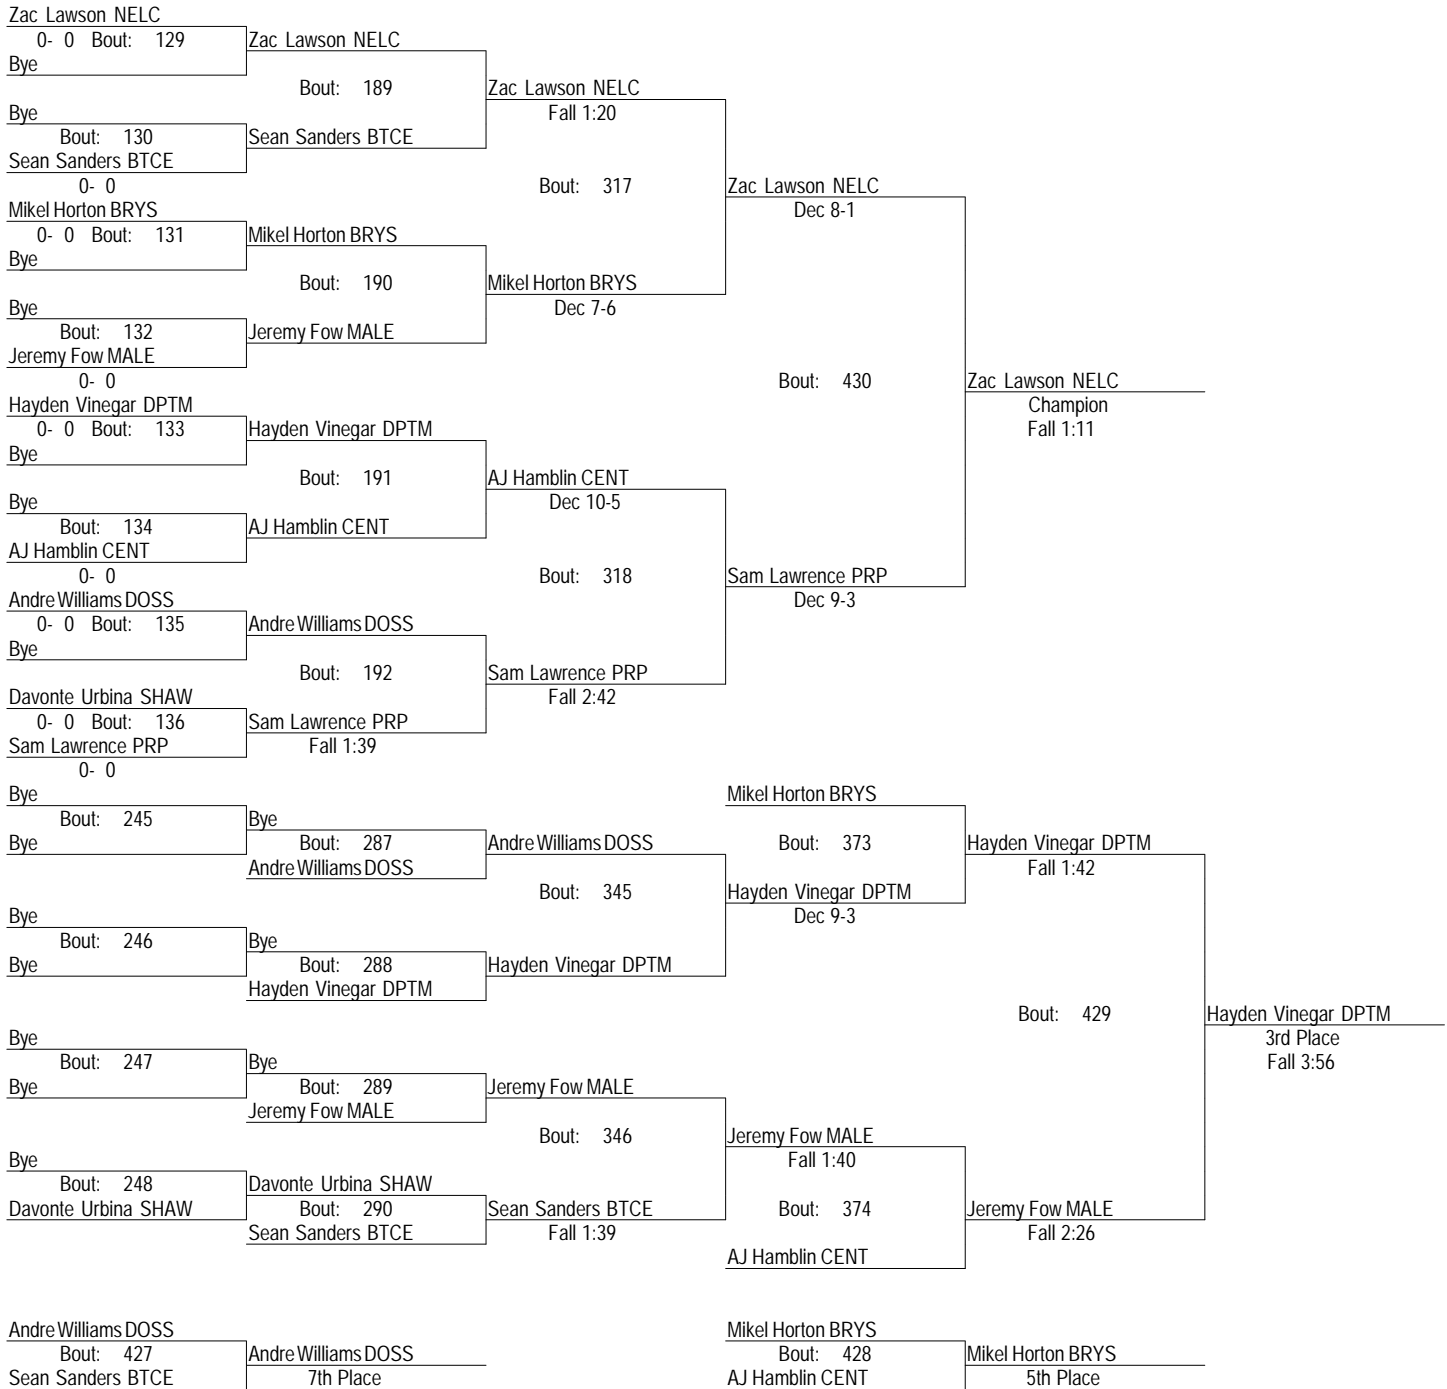 Zac Lawson NELC
0- 0 Bout: 129 Zac Lawson NELC
Bye
Bout: 189 Zac Lawson NELC
Bye Fall 1:20
Bout: 130 Sean Sanders BTCE
Sean Sanders BTCE
0- 0 Bout: 317 Zac Lawson NELC
Mikel Horton BRYS Dec 8-1
0- 0 Bout: 131 Mikel Horton BRYS
Bye
Bout: 190 Mikel Horton BRYS
Bye Dec 7-6
Bout: 132 Jeremy Fow MALE
Jeremy Fow MALE
0- 0 Bout: 430 Zac Lawson NELC
Hayden Vinegar DPTM Champion
0- 0 Bout: 133 Hayden Vinegar DPTM Fall 1:11
Bye
Bout: 191 AJ Hamblin CENT
Bye Dec 10-5
Bout: 134 AJ Hamblin CENT
AJ Hamblin CENT
0- 0 Bout: 318 Sam Lawrence PRP
Andre Williams DOSS Dec 9-3
0- 0 Bout: 135 Andre Williams DOSS
Bye
Bout: 192 Sam Lawrence PRP
Davonte Urbina SHAW Fall 2:42
0- 0 Bout: 136 Sam Lawrence PRP
Sam Lawrence PRP Fall 1:39
0- 0
Bye Mikel Horton BRYS
Bout: 245 Bye
Bye Bout: 287 Andre Williams DOSS Bout: 373 Hayden Vinegar DPTM
Andre Williams DOSS Fall 1:42
Bout: 345 Hayden Vinegar DPTM
Bye Dec 9-3
Bout: 246 Bye
Bye Bout: 288 Hayden Vinegar DPTM
Hayden Vinegar DPTM
Bout: 429 Hayden Vinegar DPTM
Bye 3rd Place
Bout: 247 Bye Fall 3:56
Bye Bout: 289 Jeremy Fow MALE
Jeremy Fow MALE
Bout: 346 Jeremy Fow MALE
Bye Fall 1:40
Bout: 248 Davonte Urbina SHAW
Davonte Urbina SHAW Bout: 290 Sean Sanders BTCE Bout: 374 Jeremy Fow MALE
Sean Sanders BTCE Fall 1:39 Fall 2:26
AJ Hamblin CENT
Andre Williams DOSS Mikel Horton BRYS
Bout: 427 Andre Williams DOSS Bout: 428 Mikel Horton BRYS
Sean Sanders BTCE 7th Place AJ Hamblin CENT 5th Place